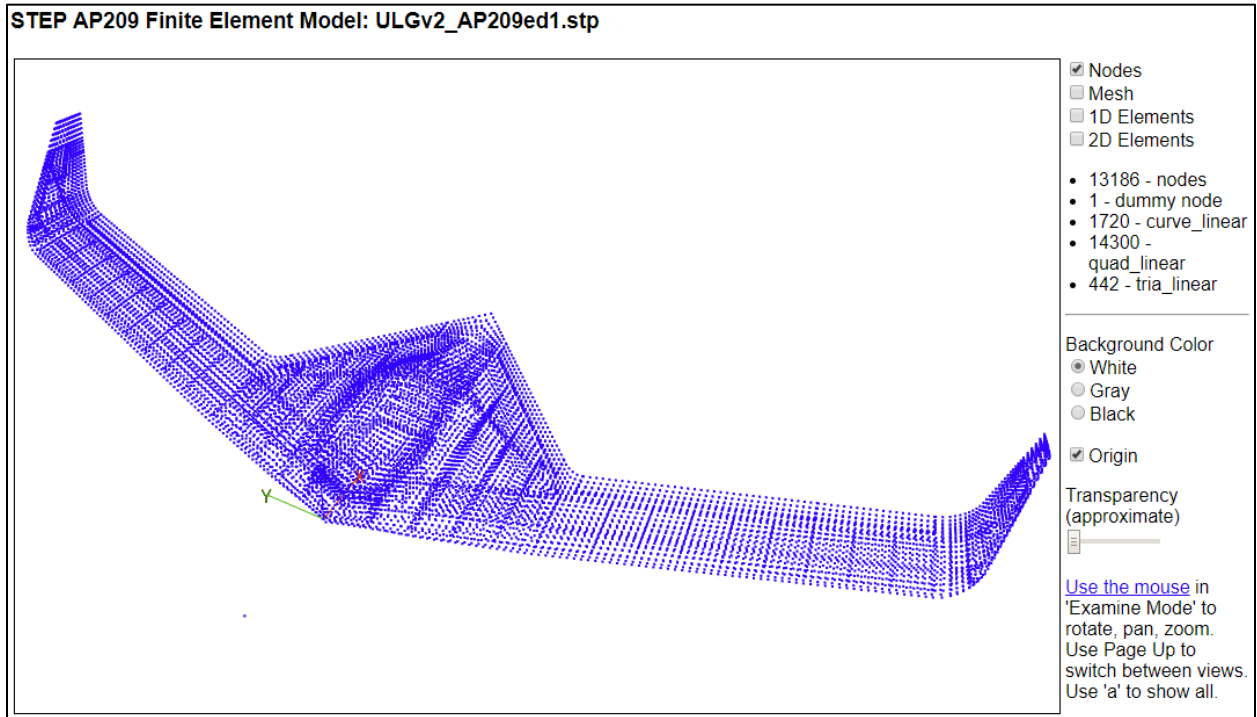 STEP AP209 Finite Element Model: ULGv2_AP209ed1.stp
Nodes
Mesh
1D Elements
2D Elements
• 13186 - nodes
• 1 - dummy node
• 1720 - curve_linear
• 14300 -
quad_linear
• 442 - tria_linear
Background Color
White
Gray
Black
Origin
Transparency
(approximate)
Use the mouse in
'Examine Mode' to
rotate, pan, zoom.
Use Page Up to
switch between views.
Use 'a' to show all.
X
Y